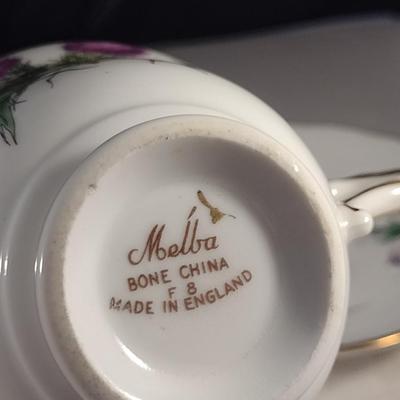 Melba
BONE CHINA
F 8
MADE IN ENGLAND